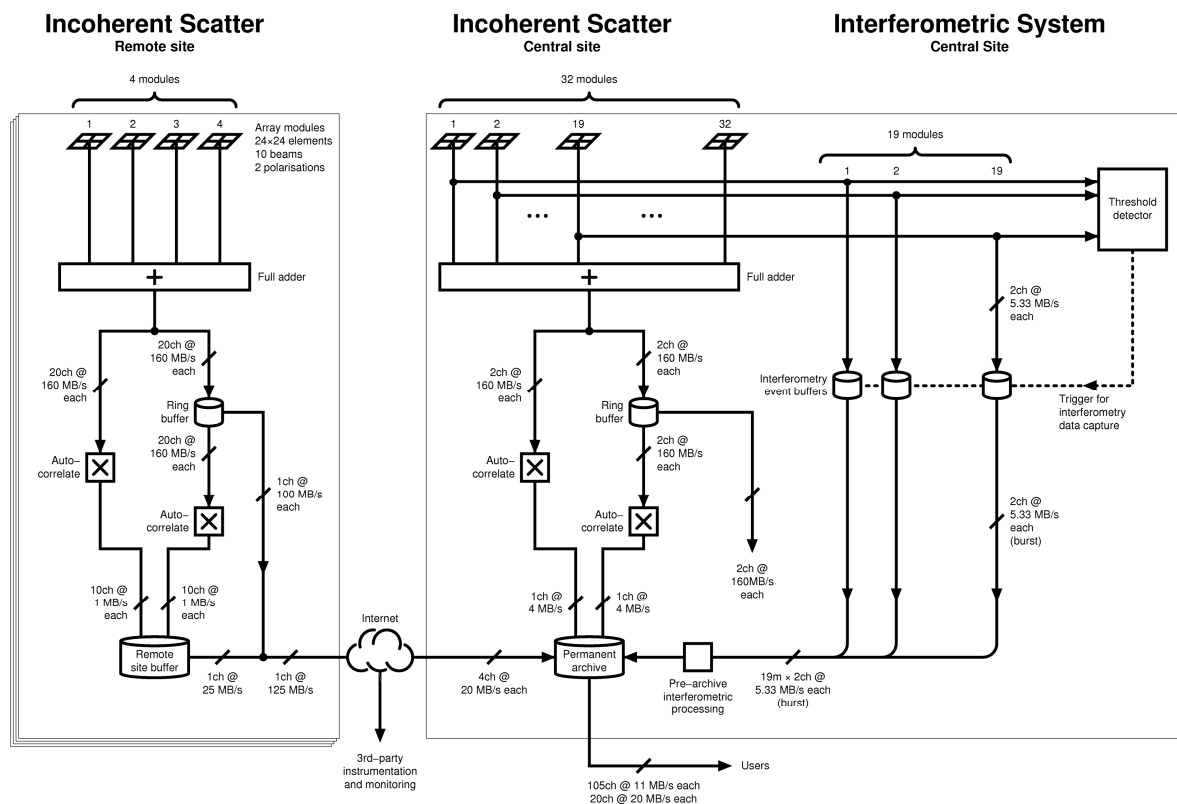 Incoherent Scatter
Remote site
Incoherent Scatter
Central site
Interferometric System
Central Site
4 modules
1
2
3
4
Array modules
24×24 elements
10 beams
2 polarisations
+
Full adder
20ch @
160 MB/s
each
20ch @
160 MB/s
each
Ring
buffer
20ch @
160 MB/s
each
Auto−
correlate
Auto−
correlate
1ch @
100 MB/s
each
10ch @
1 MB/s
each
10ch @
1 MB/s
each
Remote
site buffer
1ch @
25 MB/s
1ch @
125 MB/s
Internet
3rd−party
instrumentation
and monitoring
32 modules
1
2
19
32
... ...
+
Full adder
2ch @
160 MB/s
each
2ch @
160 MB/s
each
Ring
buffer
2ch @
160 MB/s
each
Auto−
correlate
Auto−
correlate
2ch @
160MB/s
each
1ch @
4 MB/s
1ch @
4 MB/s
4ch @
20 MB/s each
Permanent
archive
Pre−archive
interferometric
processing
19m × 2ch @
5.33 MB/s each
(burst)
105ch @ 11 MB/s each
20ch @ 20 MB/s each
Users
19 modules
1
2
19
Threshold
detector
2ch @
5.33 MB/s
each
Interferometry
event buffers
Trigger for
interferometry
data capture
2ch @
5.33 MB/s
each
(burst)